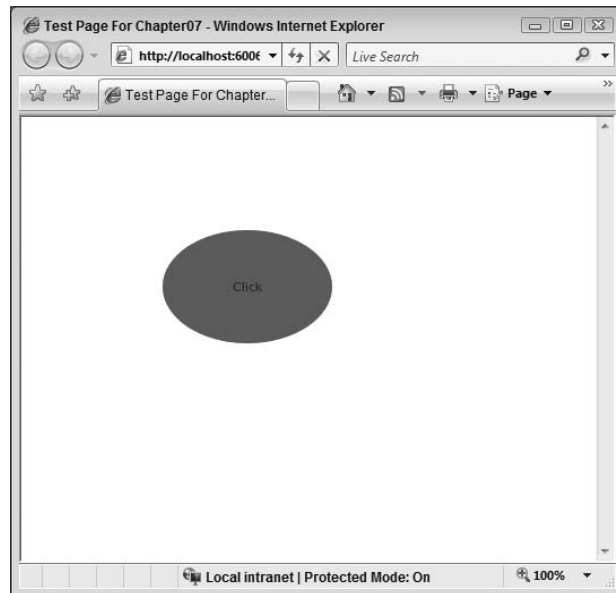 Test Page For Chapter07 - Windows Internet Explorer
http://localhost:6006
Live Search
Test Page For Chapter...
Page
Click
Local intranet | Protected Mode: On
100%